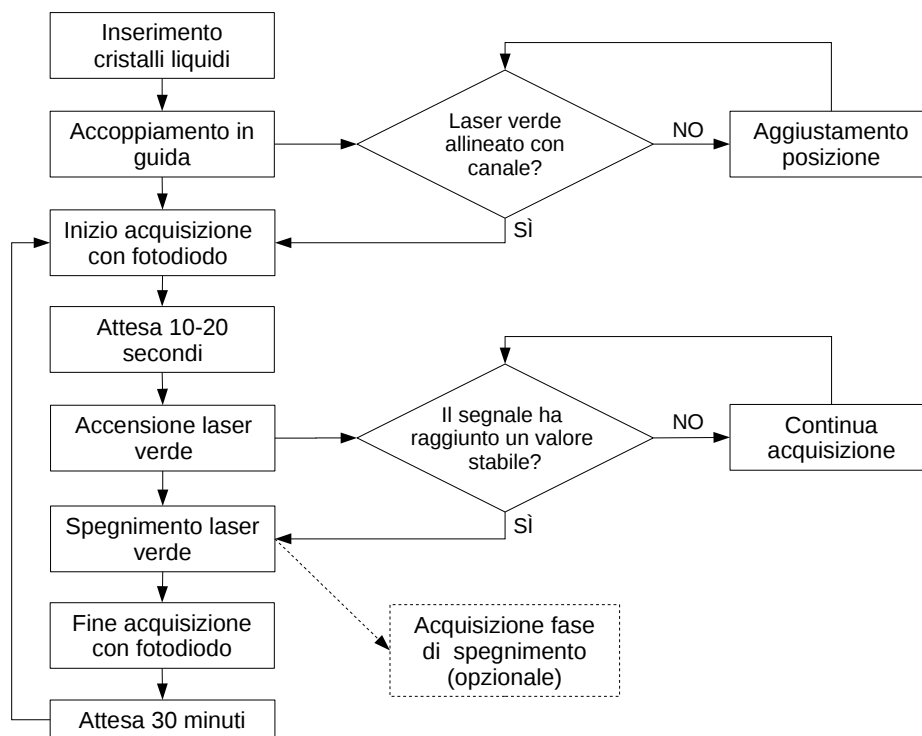 Inserimento
cristalli liquidi
Accoppiamento in
guida
Laser verde
allineato con
canale?
NO
Aggiustamento
posizione
SÌ
Inizio acquisizione
con fotodiodo
Attesa 10-20
secondi
Accensione laser
verde
Il segnale ha
raggiunto un valore
stabile?
NO
Continua
acquisizione
SÌ
Spegnimento laser
verde
Fine acquisizione
con fotodiodo
Acquisizione fase
di spegnimento
(opzionale)
Attesa 30 minuti